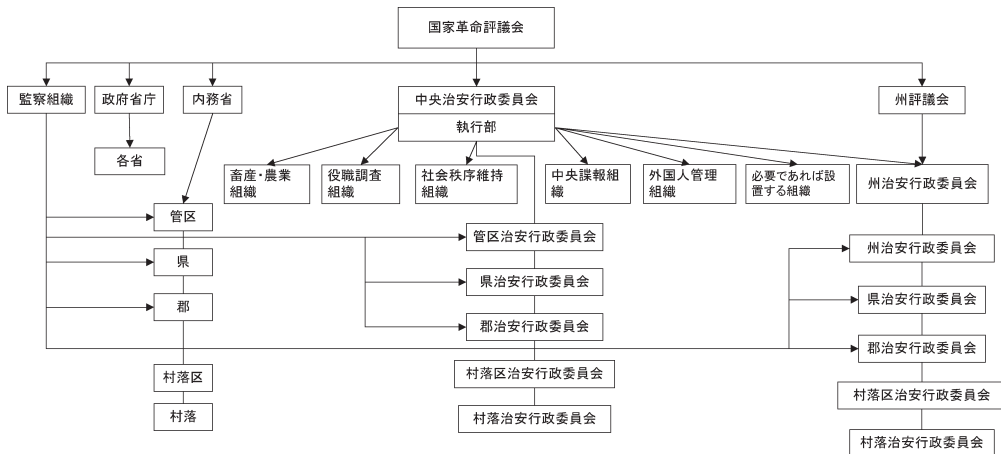 国家革命評議会
監察組織
政府省庁
内務省
中央治安行政委員会
執行部
州評議会
各省
畜産・農業
組織
役職調査
組織
社会秩序維持
組織
中央諜報組
織
外国人管理
組織
必要であれば設
置する組織
州治安行政委員会
管区
管区治安行政委員会
州治安行政委員会
県
県治安行政委員会
県治安行政委員会
郡
郡治安行政委員会
郡治安行政委員会
村落区
村落区治安行政委員会
村落区治安行政委員会
村落
村落治安行政委員会
村落治安行政委員会